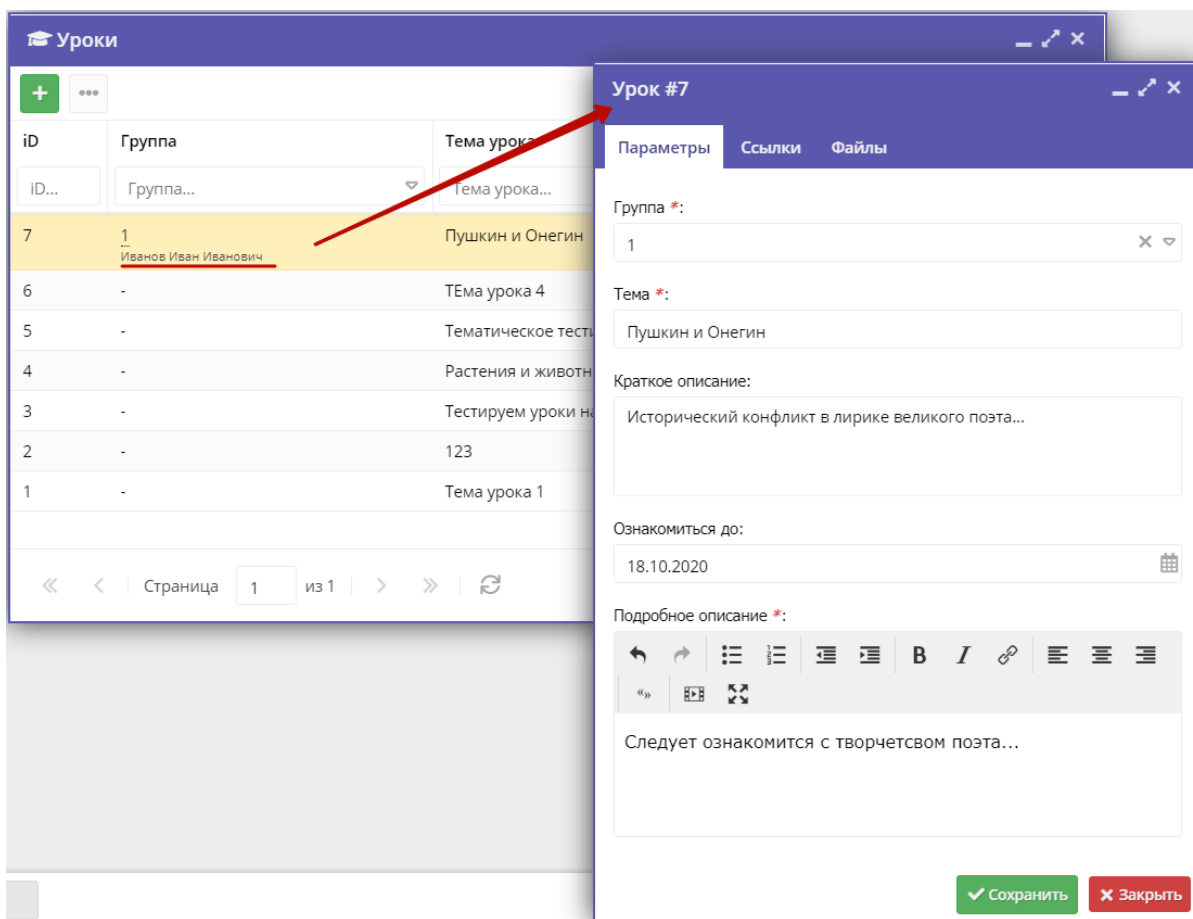 Уроки
iD Группа Тема урока
iD... Группа... Тема урока...
7 1 Пушкин и Онегин
Иванов Иван Иванович
6 - ТЕма урока 4
5 - Тематическое тести
4 - Растения и животн
3 - Тестируем уроки на
2 - 123
1 - Тема урока 1
Страница 1 из 1
Урок #7
Параметры Ссылки Файлы
Группа *:
1
Тема *:
Пушкин и Онегин
Краткое описание:
Исторический конфликт в лирике великого поэта...
Ознакомиться до:
18.10.2020
Подробное описание *:
B I
«»
Следует ознакомится с творчетсвом поэта...
Сохранить Закрыть